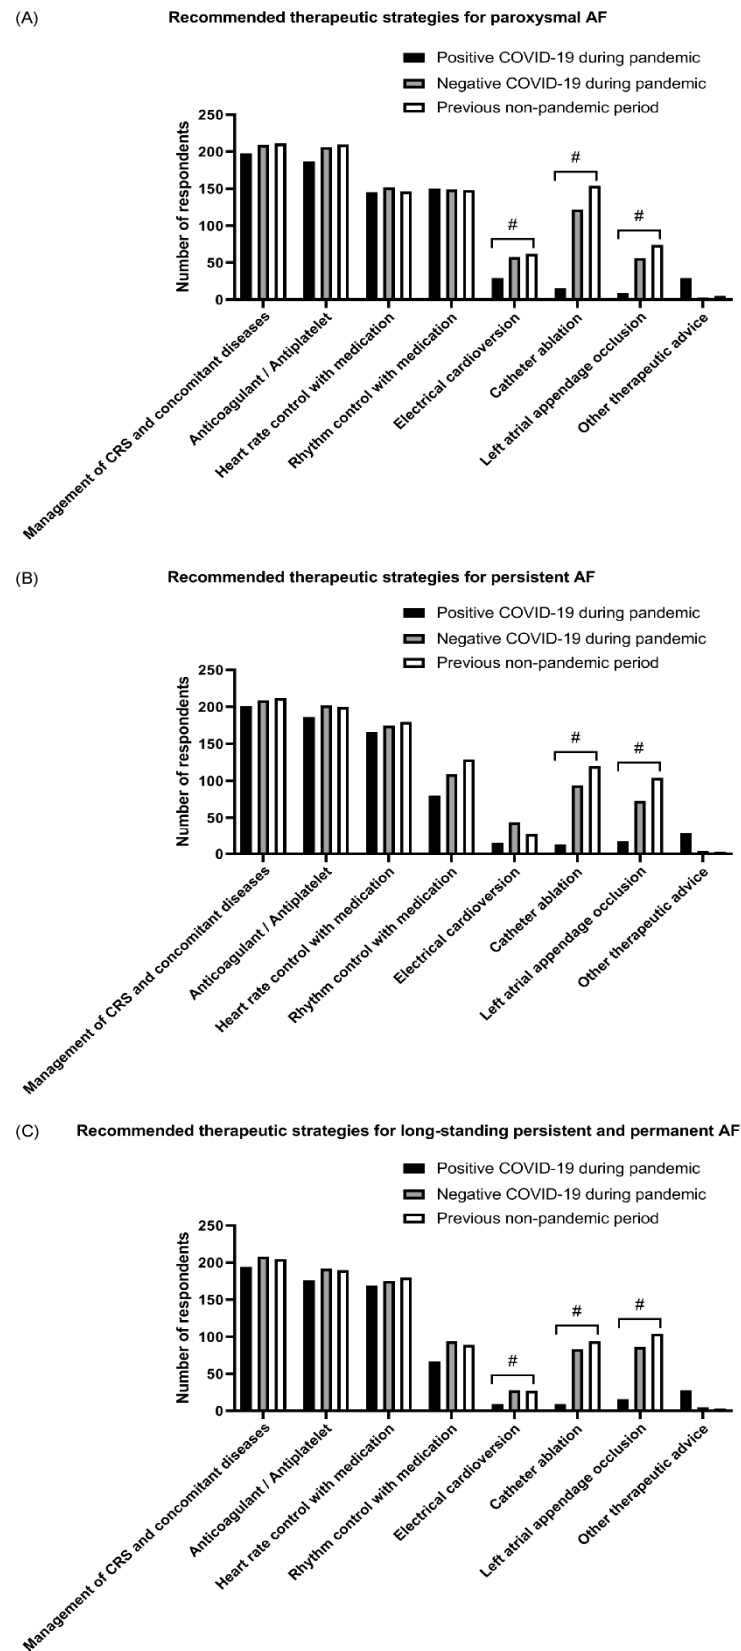 (A)
Recommended therapeutic strategies for paroxysmal AF
Positive COVID-19 during pandemic
Negative COVID-19 during pandemic
Previous non-pandemic period
Number of respondents
250
200
150
100
50
0
#
#
#
Management of CRS and concomitant diseases
Anticoagulant / Antiplatelet
Heart rate control with medication
Rhythm control with medication
Electrical cardioversion
Catheter ablation
Left atrial appendage occlusion
Other therapeutic advice
(B)
Recommended therapeutic strategies for persistent AF
Positive COVID-19 during pandemic
Negative COVID-19 during pandemic
Previous non-pandemic period
Number of respondents
250
200
150
100
50
0
#
#
Management of CRS and concomitant diseases
Anticoagulant / Antiplatelet
Heart rate control with medication
Rhythm control with medication
Electrical cardioversion
Catheter ablation
Left atrial appendage occlusion
Other therapeutic advice
(C)
Recommended therapeutic strategies for long-standing persistent and permanent AF
Positive COVID-19 during pandemic
Negative COVID-19 during pandemic
Previous non-pandemic period
Number of respondents
250
200
150
100
50
0
#
#
#
Management of CRS and concomitant diseases
Anticoagulant / Antiplatelet
Heart rate control with medication
Rhythm control with medication
Electrical cardioversion
Catheter ablation
Left atrial appendage occlusion
Other therapeutic advice